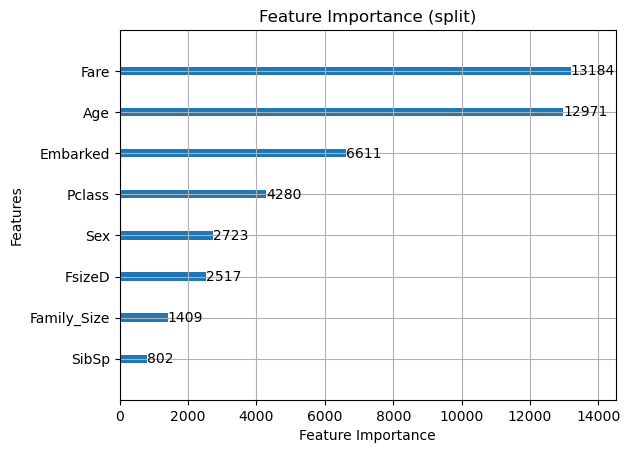 Feature Importance (split)
Features
Fare 13184
Age 12971
Embarked 6611
Pclass 4280
Sex 2723
FsizeD 2517
Family_Size 1409
SibSp 802
0 2000 4000 6000 8000 10000 12000 14000
Feature Importance